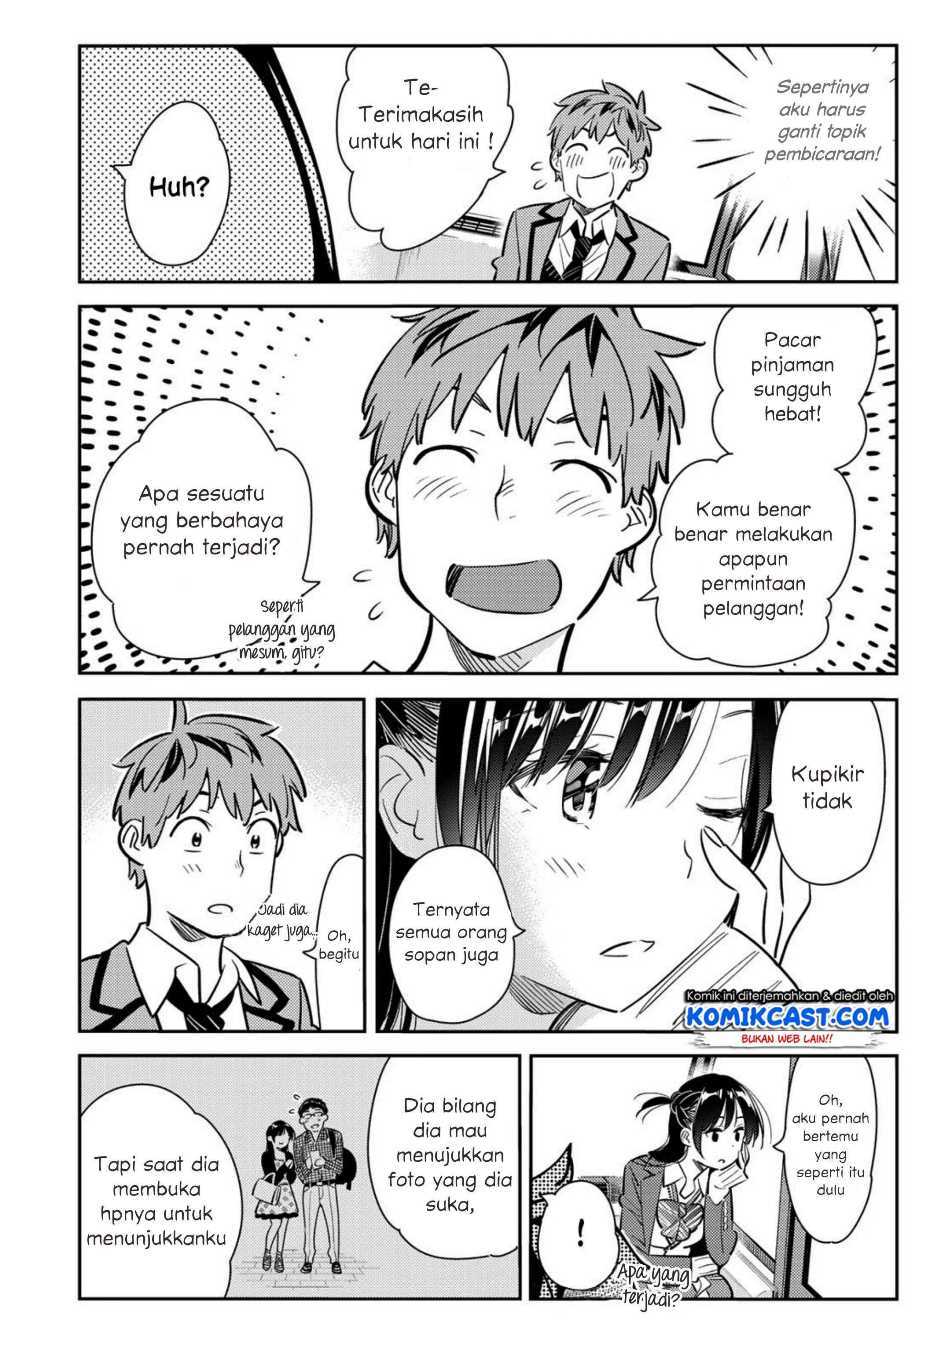 Sepertinya
aku harus
ganti topik
pembicaraan!
Te-
Terimakasih
untuk hari ini !
Huh?
Pacar
pinjaman
sungguh
hebat!
Kamu benar
benar melakukan
apapun
permintaan
pelanggan!
Apa sesuatu
yang berbahaya
pernah terjadi?
Seperti
pelanggan yang
mesum, gitu?
Kupikir
tidak
Ternyata
semua orang
sopan juga
Oh,
begitu
Jadi dia
kaget juga...
Komik ini diterjemahkan & diedit oleh
KOMIKCAST.COM
BUKAN WEB LAIN!!
Oh,
aku pernah
bertemu
yang
seperti itu
dulu
!
Apa yang
terjadi?
Dia bilang
dia mau
menujukkan
foto yang dia
suka,
Tapi saat dia
membuka
hpnya untuk
menunjukkanku